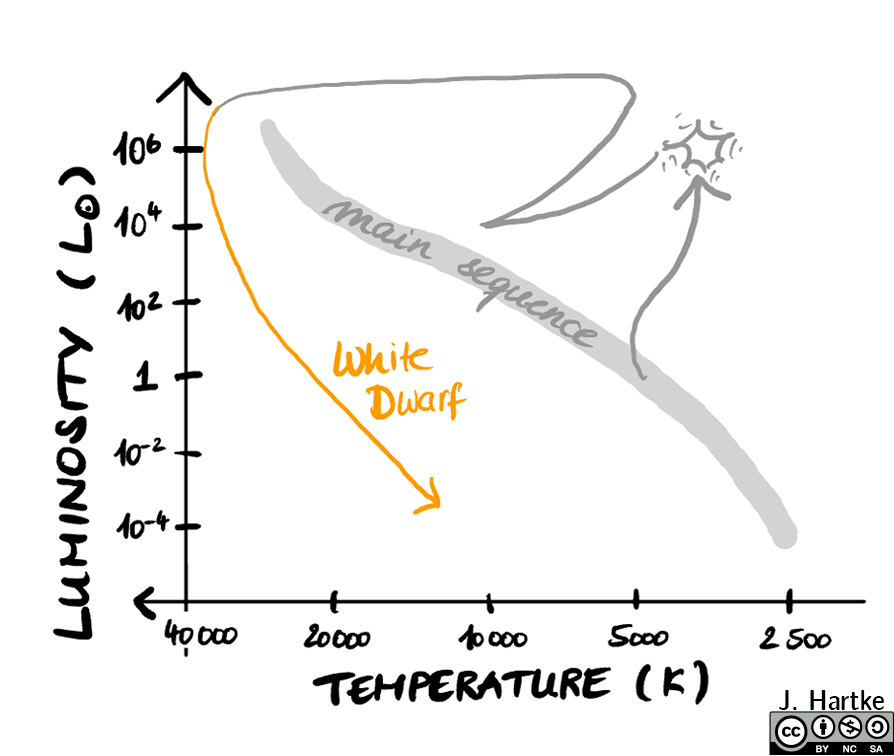 LUMINOSITY (L⊙)
10⁶
10⁴
10²
1
10⁻²
10⁻⁴
main sequence
White
Dwarf
40 000 20000 10 000 5000 2 500
TEMPERATURE (K)
J. Hartke
cc
BY NC SA